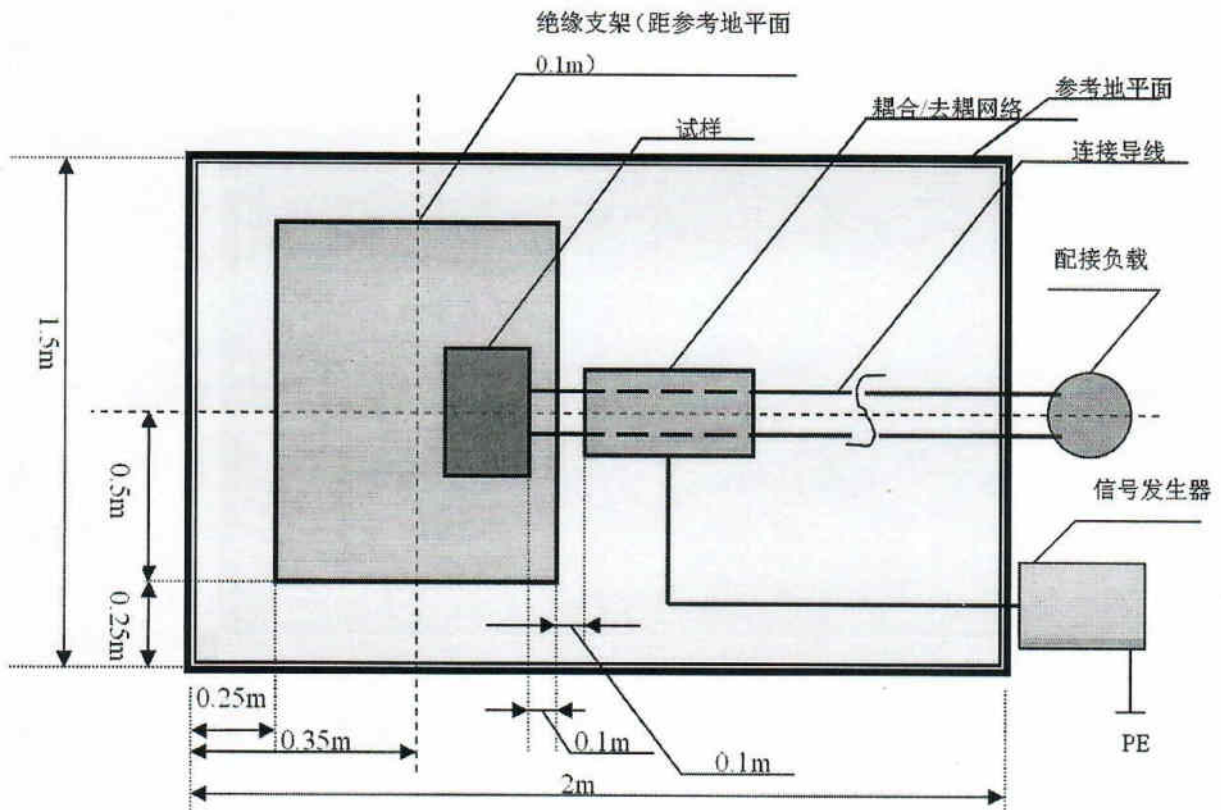 绝缘支架（距参考地平面
0.1m）
参考地平面
耦合/去耦网络
试样
连接导线
配接负载
1.5m
0.5m
信号发生器
0.25m
0.25m
0.35m
0.1m
0.1m
PE
2m